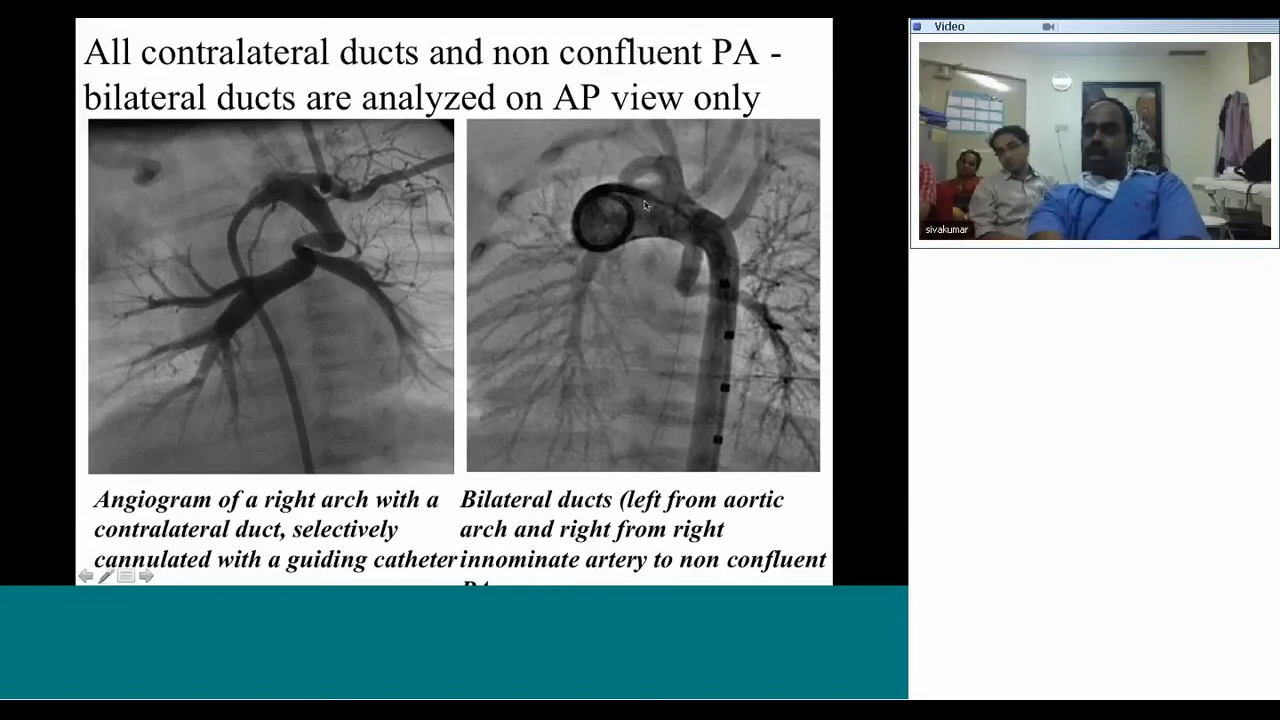 All contralateral ducts and non confluent PA -
bilateral ducts are analyzed on AP view only
Angiogram of a right arch with a
contralateral duct, selectively
cannulated with a guiding catheter
Bilateral ducts (left from aortic
arch and right from right
innominate artery to non confluent
Video
sivakumar